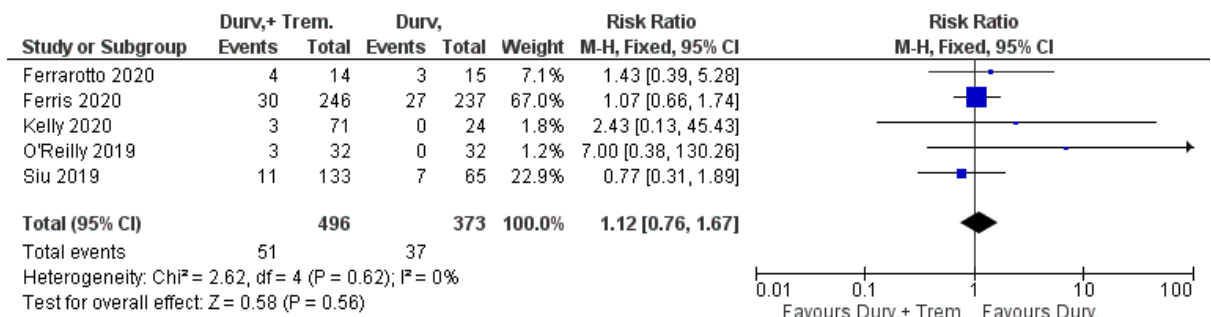 Durv,+ Trem. Durv, Risk Ratio Risk Ratio
Study or Subgroup Events Total Events Total Weight M-H, Fixed, 95% CI M-H, Fixed, 95% CI
Ferrarotto 2020 4 14 3 15 7.1% 1.43 [0.39, 5.28]
Ferris 2020 30 246 27 237 67.0% 1.07 [0.66, 1.74]
Kelly 2020 3 71 0 24 1.8% 2.43 [0.13, 45.43]
O'Reilly 2019 3 32 0 32 1.2% 7.00 [0.38, 130.26]
Siu 2019 11 133 7 65 22.9% 0.77 [0.31, 1.89]
Total (95% CI) 496 373 100.0% 1.12 [0.76, 1.67]
Total events 51 37
Heterogeneity: Chi² = 2.62, df = 4 (P = 0.62); I² = 0%
Test for overall effect: Z = 0.58 (P = 0.56)
0.01 0.1 1 10 100
Favours Durv + Trem. Favours Durv.